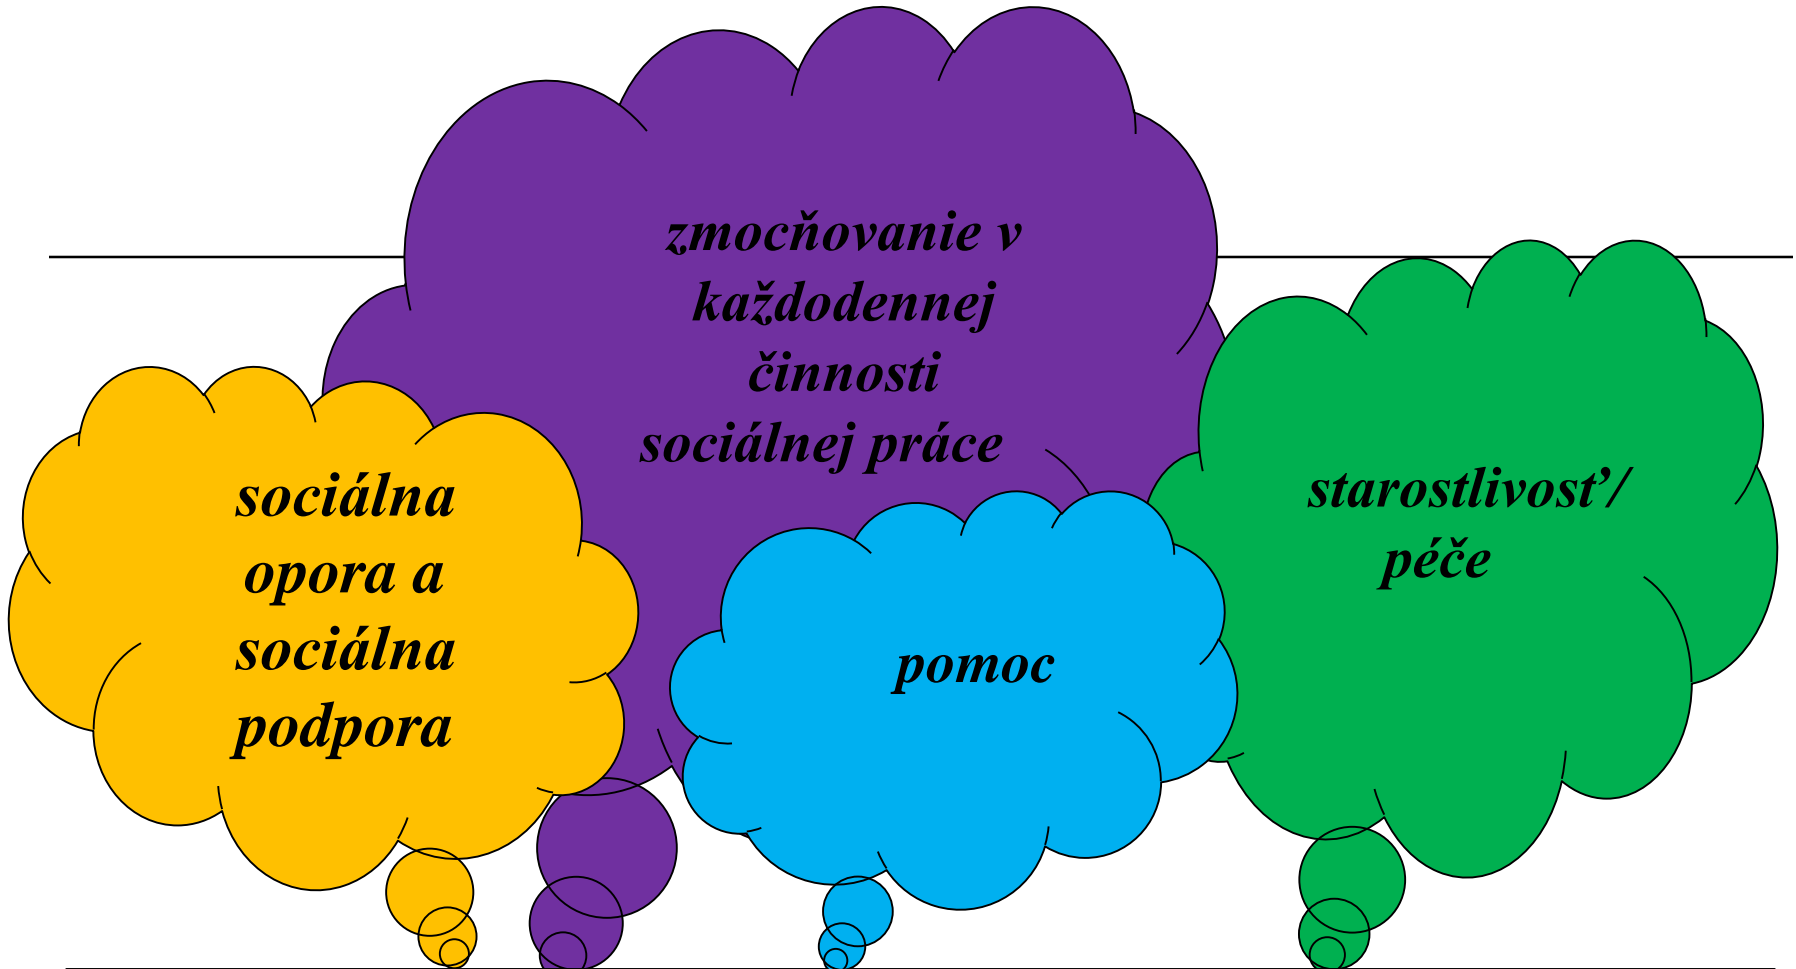 zmocňovanie v
každodennej
činnosti
sociálnej práce
sociálna
opora a
sociálna
podpora
pomoc
starostlivosť/
péče